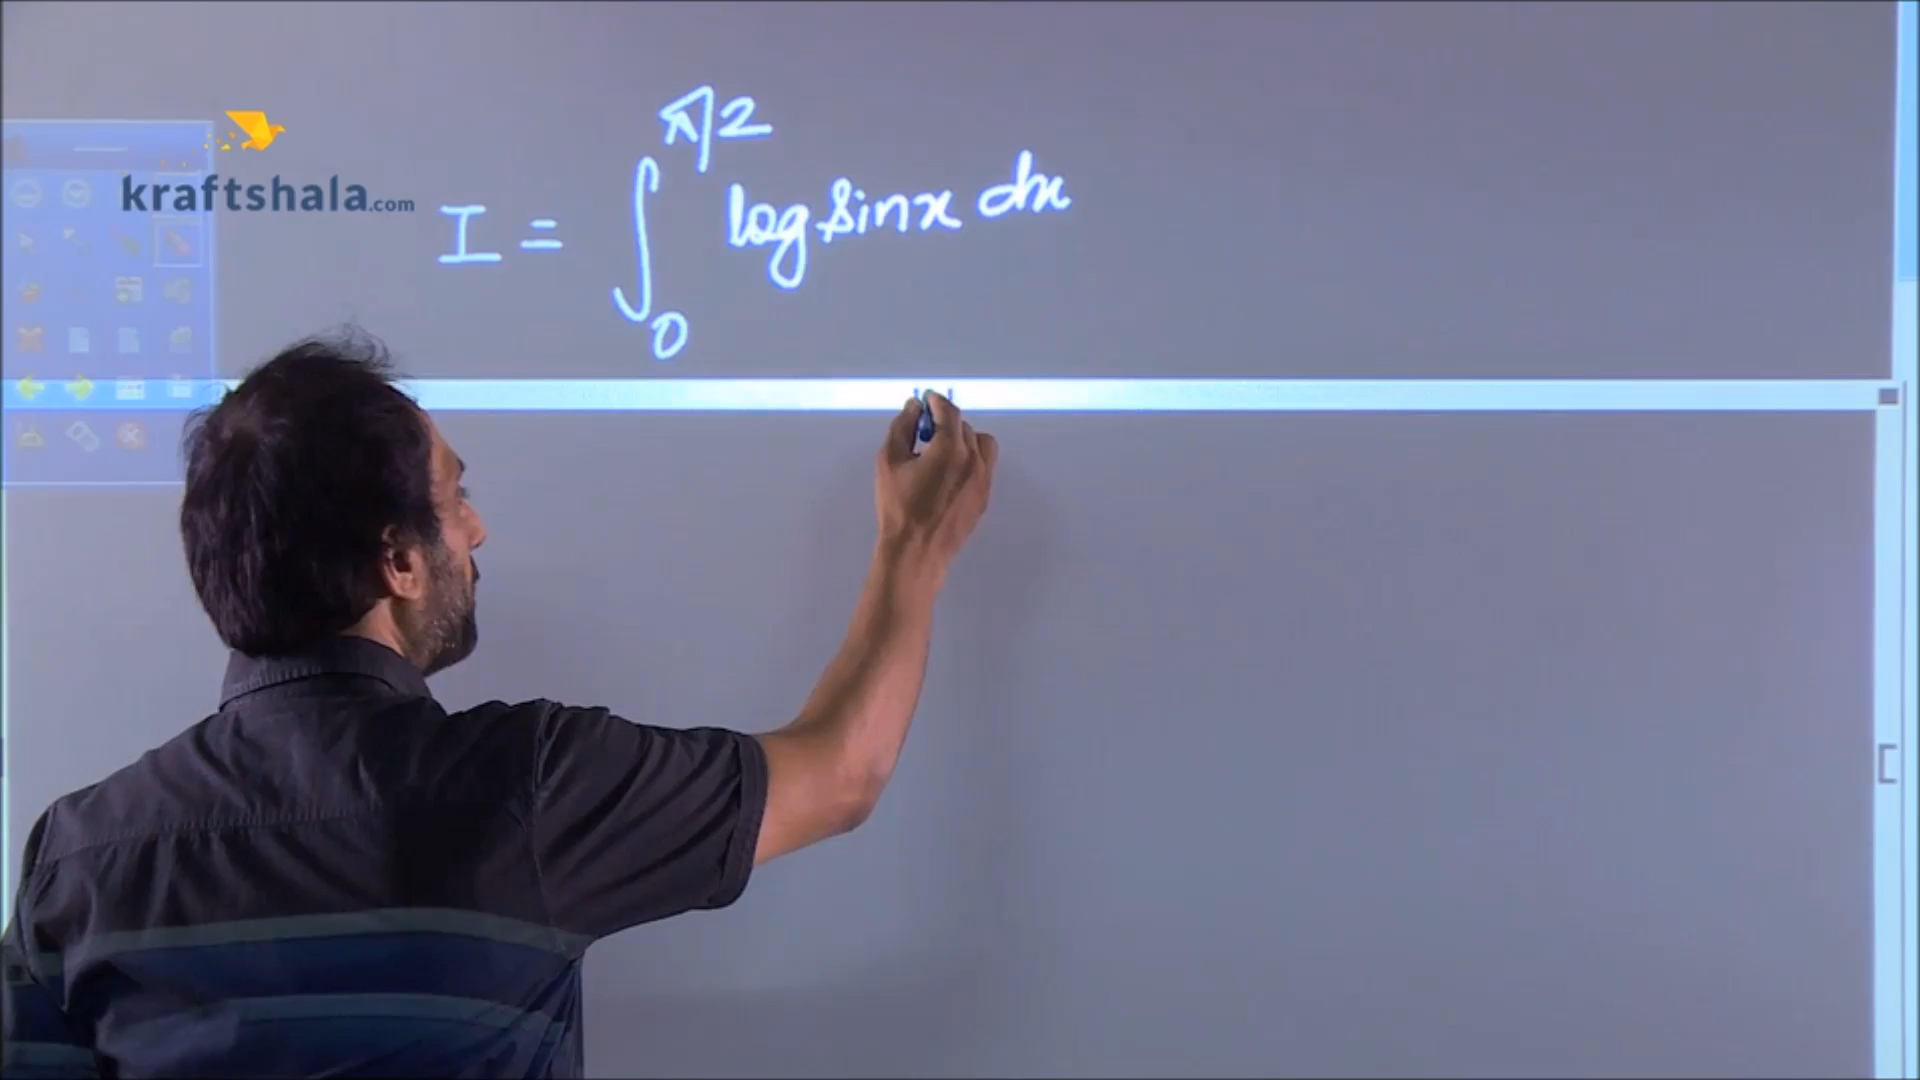 kraftshala.com
π/2
I = ∫ log sinx dx
0